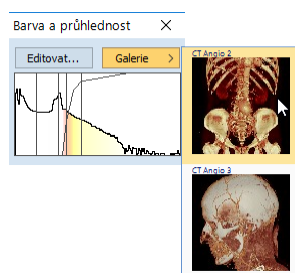 Barva a průhlednost
Editovat...
Galerie
CT Angio 2
CT Angio 3